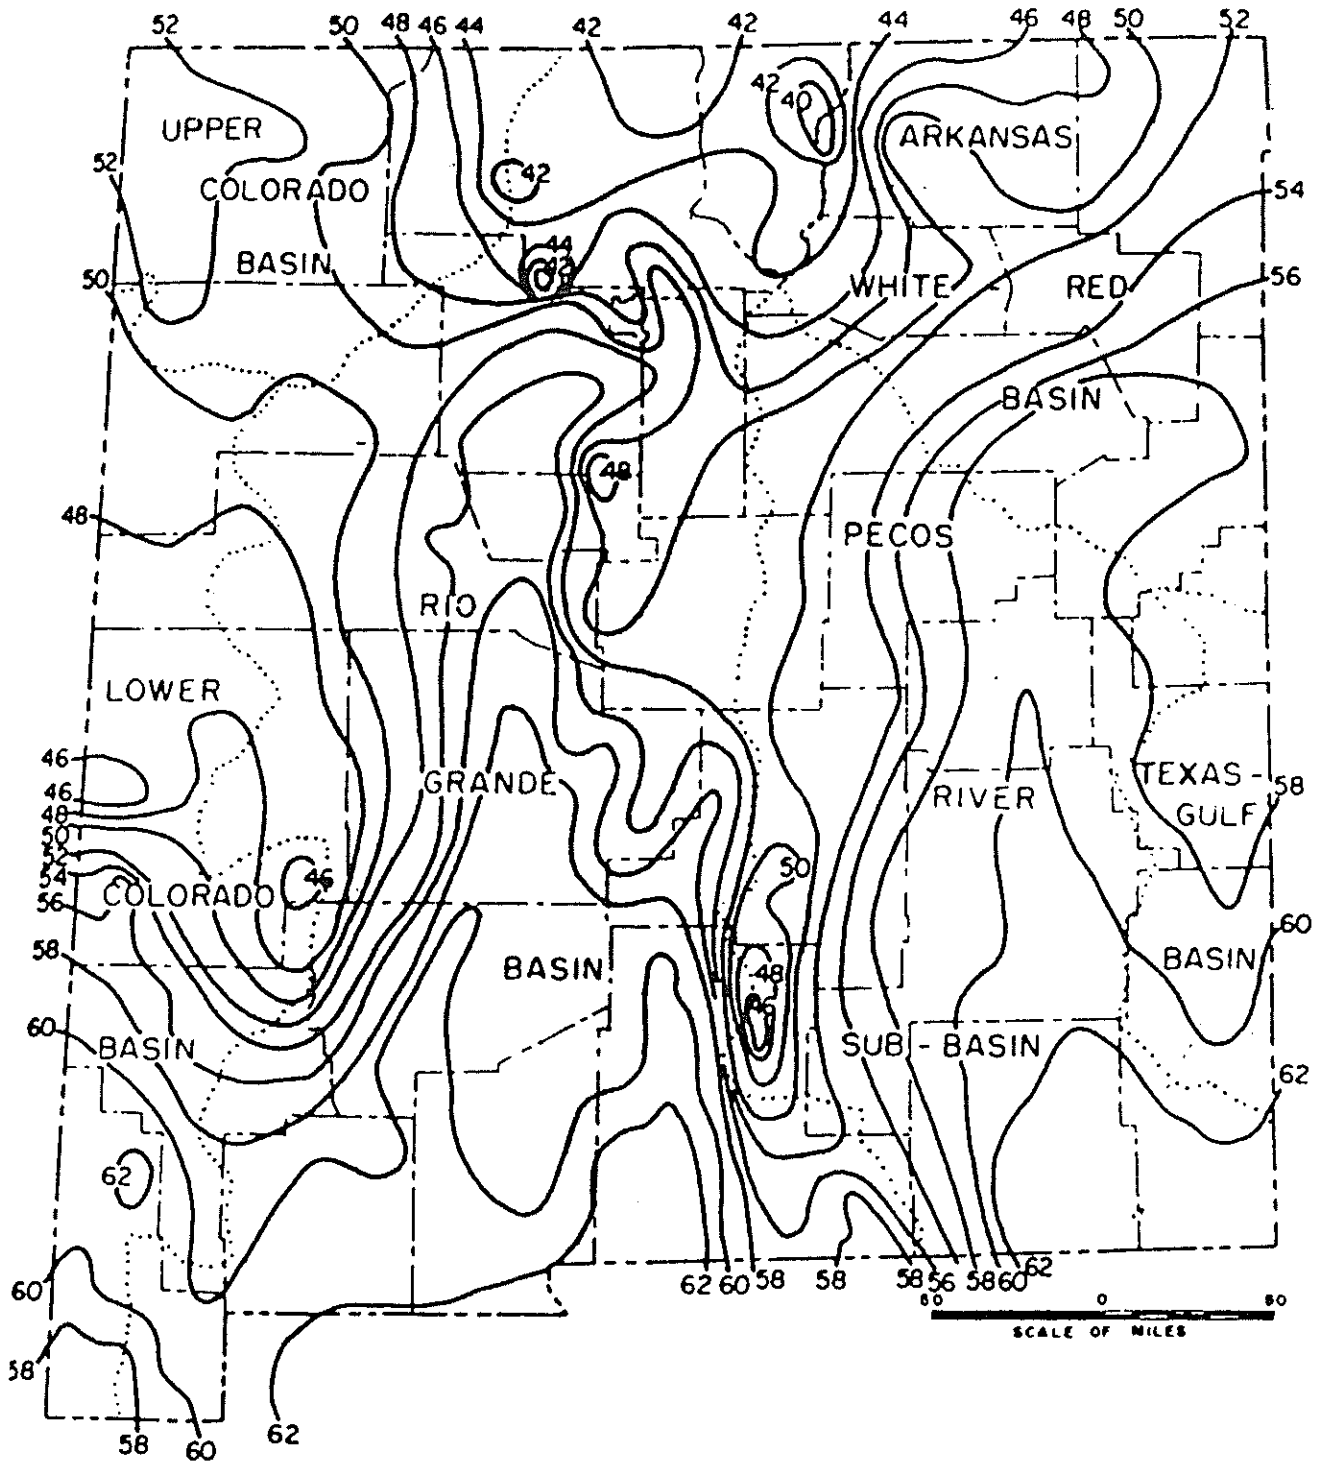 52 50 48 46 44 42 42 44 46 48 50 52
42
40
UPPER ARKANSAS
52 42
COLORADO 54
44
BASIN 42 WHITE RED 56
50
BASIN
48
48
PECOS
RIO
LOWER
46 GRANDE TEXAS- 58
46 RIVER GULF
48
50
52 50
54 COLORADO 46
56
58 60
BASIN 48 BASIN
60 BASIN SUB-BASIN
62
62
60 62 60 58 58 58 56 58 60 62
60 0 60
SCALE OF MILES
58
58 60 62